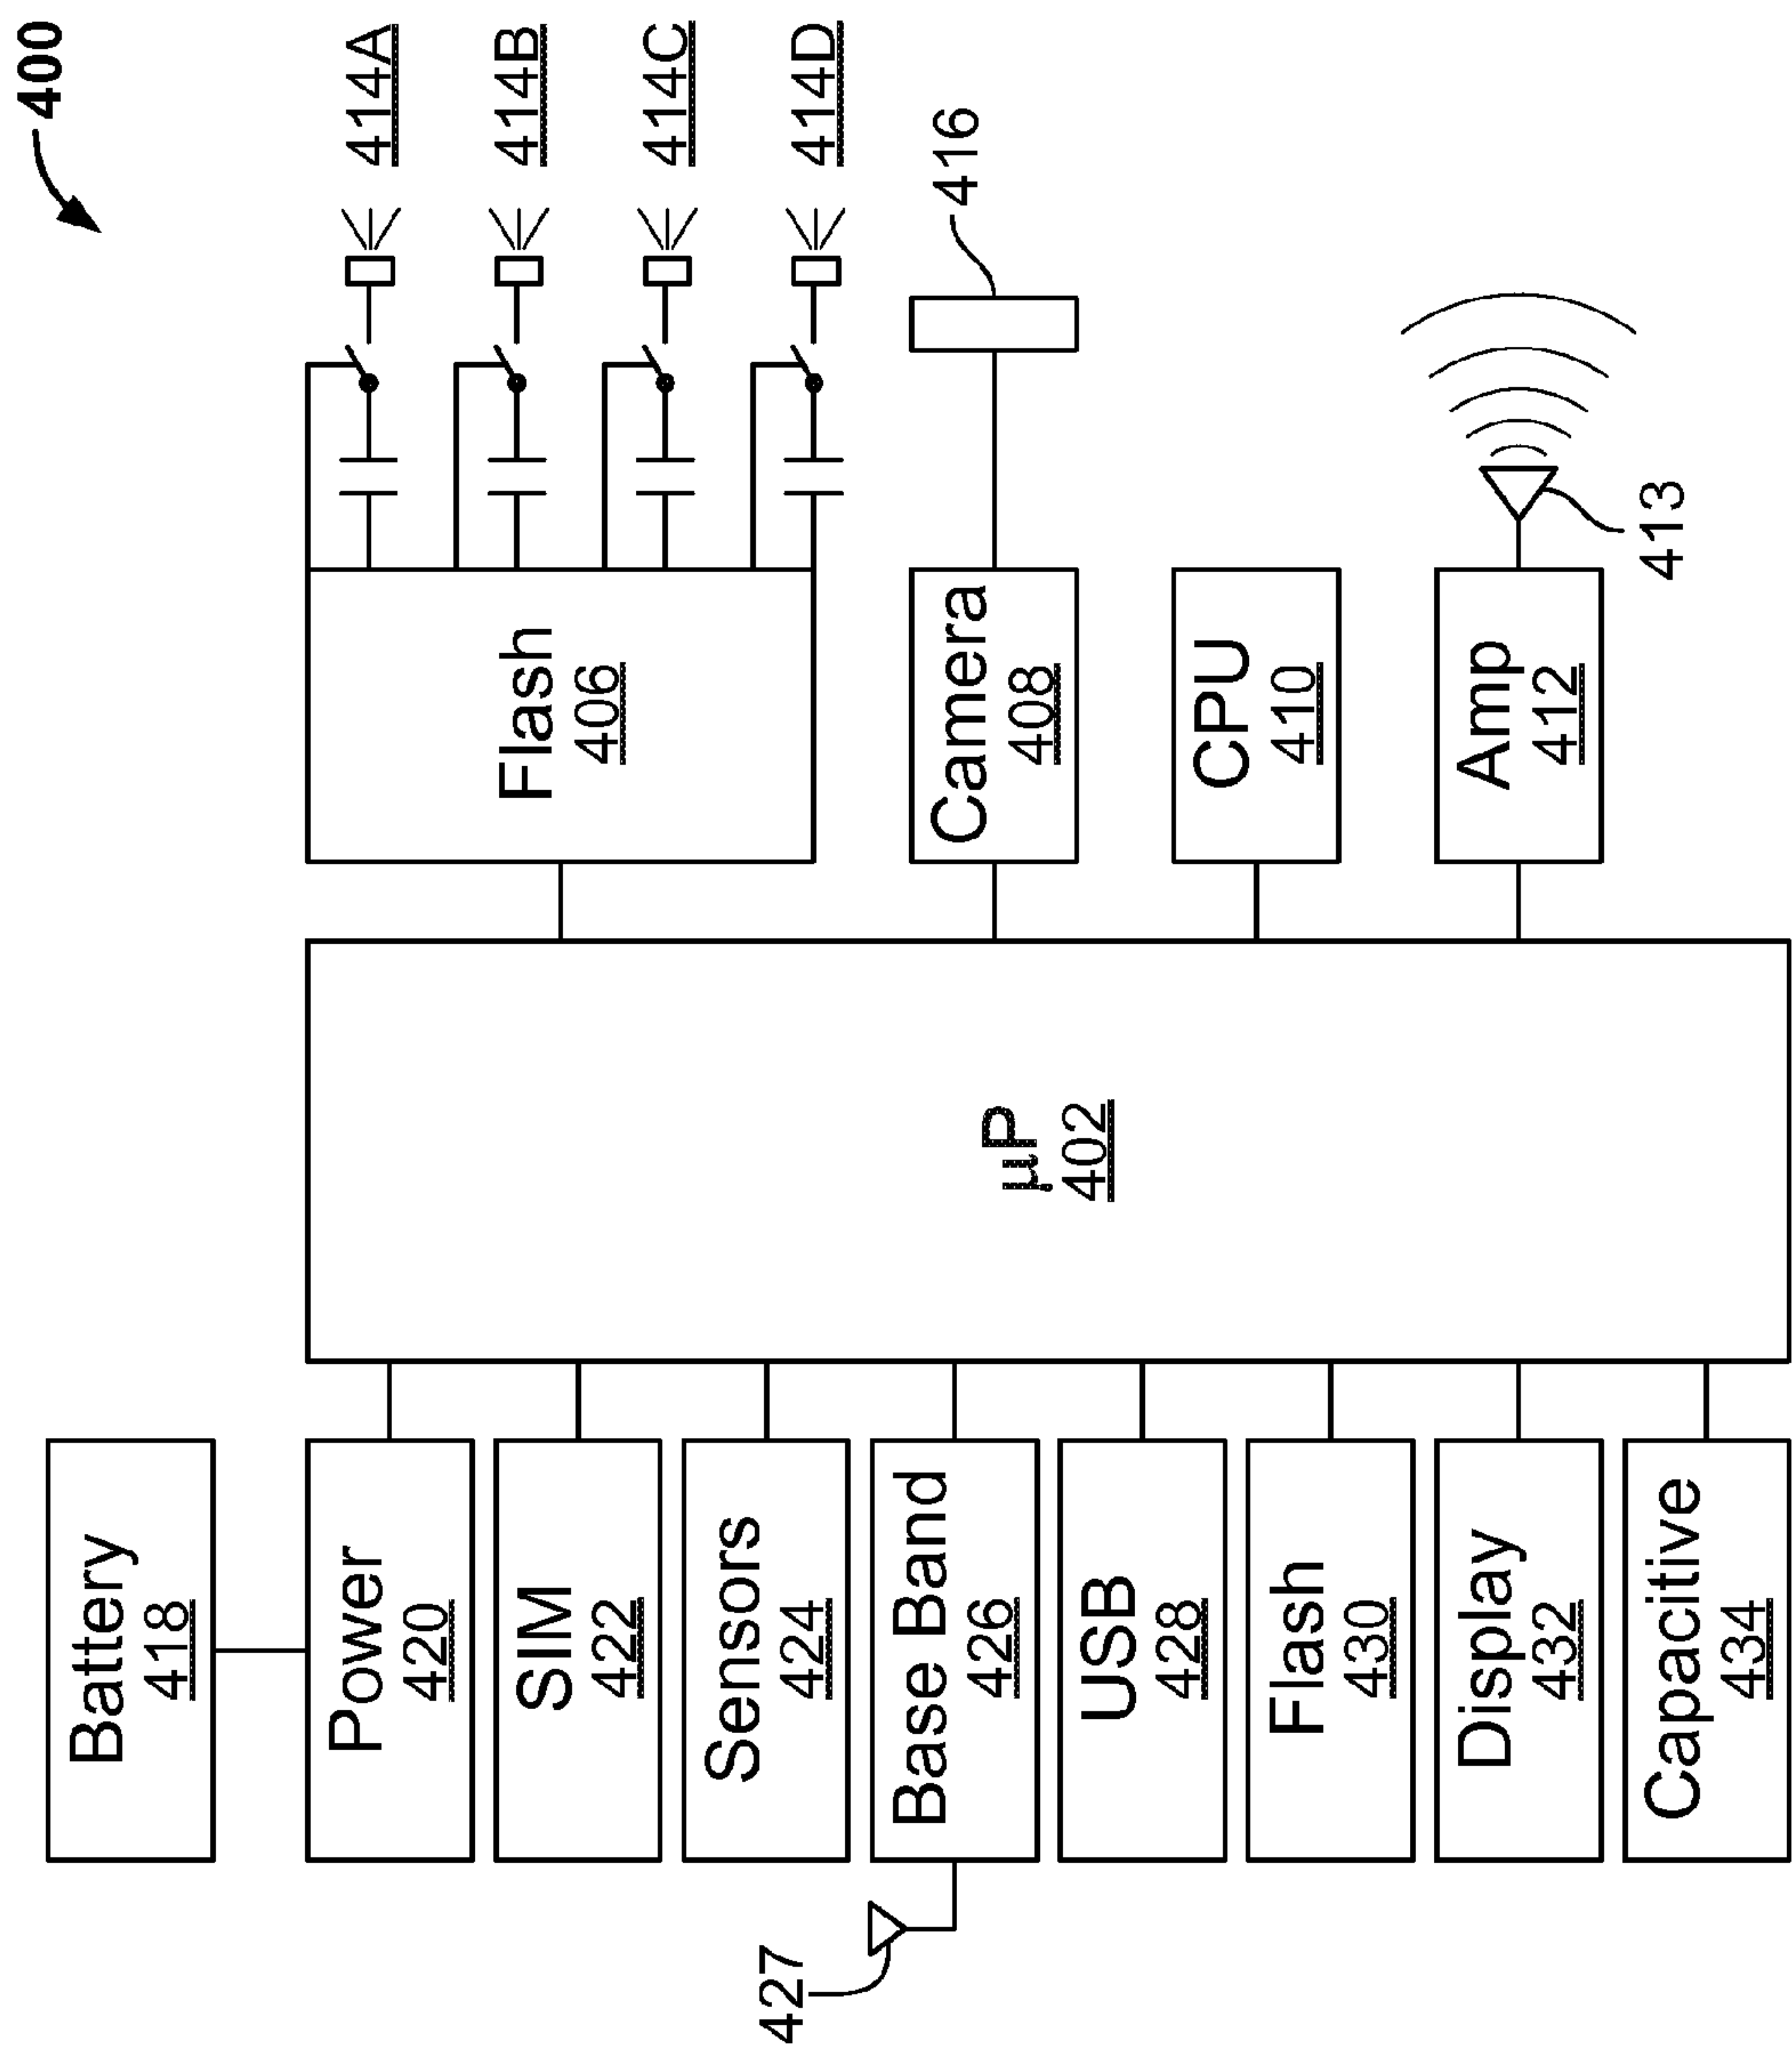 400
414A
414B
414C
414D
416
Flash
406
Camera
408
CPU
410
Amp
412
413
µP
402
Battery
418
Power
420
SIM
422
Sensors
424
Base Band
426
427
USB
428
Flash
430
Display
432
Capacitive
434